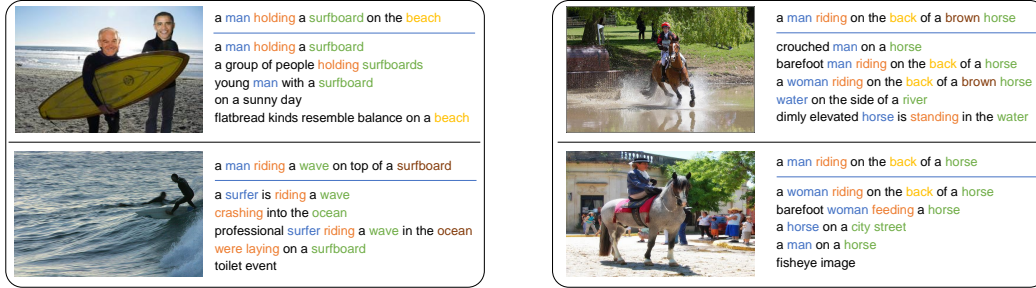 a man holding a surfboard on the beach
a man holding a surfboard
a group of people holding surfboards
young man with a surfboard
on a sunny day
flatbread kinds resemble balance on a beach
a man riding a wave on top of a surfboard
a surfer is riding a wave
crashing into the ocean
professional surfer riding a wave in the ocean
were laying on a surfboard
toilet event
a man riding on the back of a brown horse
crouched man on a horse
barefoot man riding on the back of a horse
a woman riding on the back of a brown horse
water on the side of a river
dimly elevated horse is standing in the water
a man riding on the back of a horse
a woman riding on the back of a horse
barefoot woman feeding a horse
a horse on a city street
a man on a horse
fisheye image